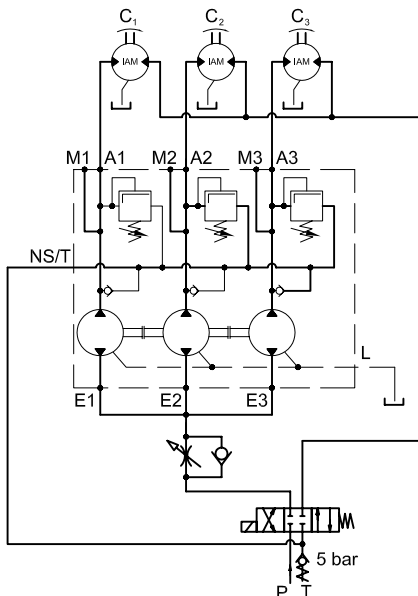 C1 C2 C3
IAM IAM IAM
M1 A1 M2 A2 M3 A3
NS/T
L
E1 E2 E3
5 bar
P T